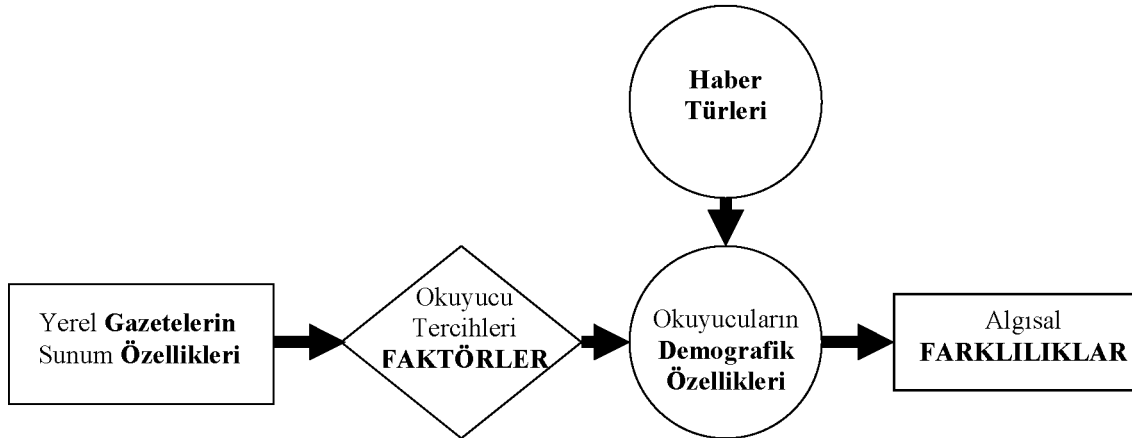 Haber
Türleri
Yerel Gazetelerin
Sunum Özellikleri
Okuyucu
Tercihleri
FAKTÖRLER
Okuyucuların
Demografik
Özellikleri
Algısal
FARKLILIKLAR